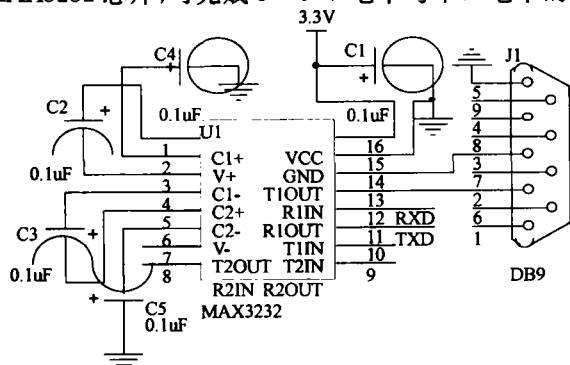 3.3V
C4
C1
J1
+
+
C2
+
0.1uF
U1
0.1uF
0.1uF
1
2
3
4
5
6
7
8
C1+
V+
C1-
C2+
C2-
V-
T2OUT
R2IN
VCC
GND
T1OUT
R1IN
R1OUT
T1IN
T2IN
R2OUT
16
15
14
13
12
11
10
9
RXD
TXD
5
9
4
8
3
7
2
6
1
DB9
C3
+
0.1uF
+
C5
0.1uF
MAX3232